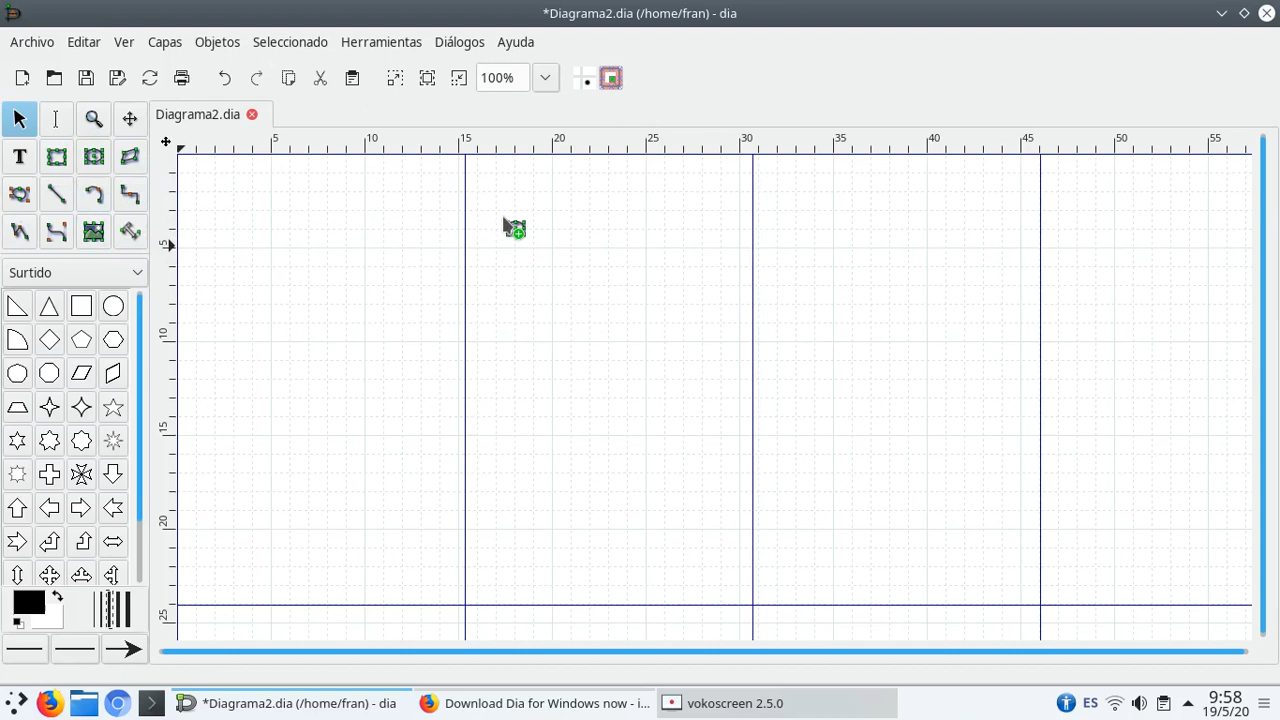 *Diagrama2.dia (/home/fran) - dia
Archivo Editar Ver Capas Objetos Seleccionado Herramientas Diálogos Ayuda
100%
Diagrama2.dia
5 10 15 20 25 30 35 40 45 50 55
T
5
Surtido
10
15
20
25
*Diagrama2.dia (/home/fran) - dia
Download Dia for Windows now - i...
vokoscreen 2.5.0
ES
9:58
19/5/20